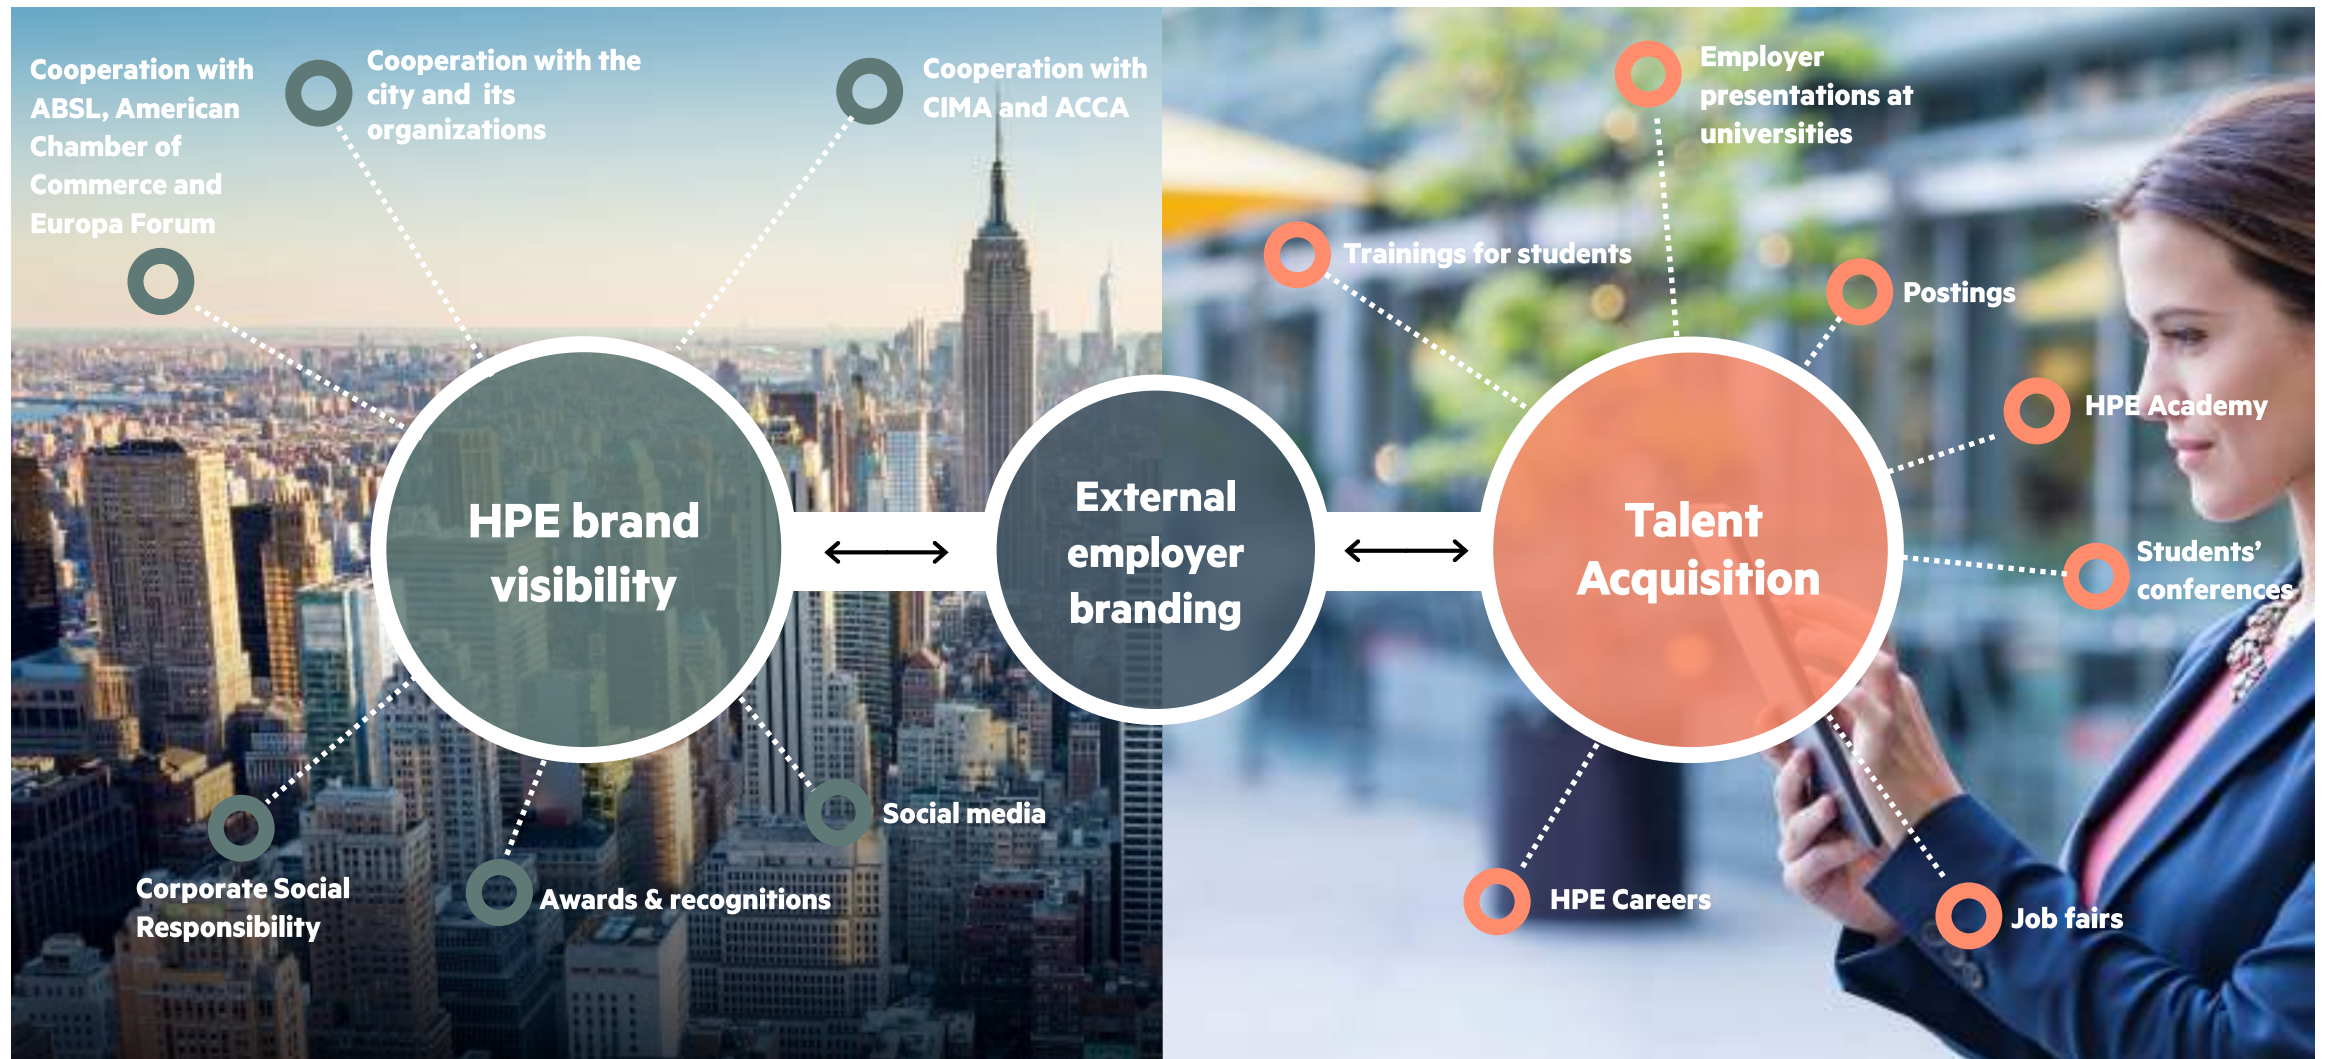 Cooperation with
ABSL, American
Chamber of
Commerce and
Europa Forum
Cooperation with the
city and its
organizations
Cooperation with
CIMA and ACCA
HPE brand
visibility
Corporate Social
Responsibility
Awards & recognitions
Social media
External
employer
branding
Employer
presentations at
universities
Trainings for students
Postings
HPE Academy
Talent
Acquisition
Students’
conferences
HPE Careers
Job fairs